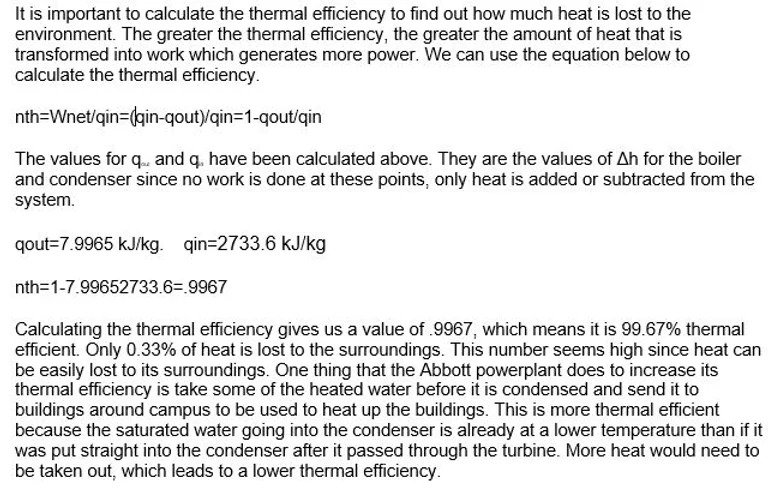 It is important to calculate the thermal efficiency to find out how much heat is lost to the
environment. The greater the thermal efficiency, the greater the amount of heat that is
transformed into work which generates more power. We can use the equation below to
calculate the thermal efficiency.
nth=Wnet/qin=(qin-qout)/qin=1-qout/qin
The values for q and q have been calculated above. They are the values of Δh for the boiler
and condenser since no work is done at these points, only heat is added or subtracted from the
system.
qout=7.9965 kJ/kg. qin=2733.6 kJ/kg
nth=1-7.99652733.6=.9967
Calculating the thermal efficiency gives us a value of .9967, which means it is 99.67% thermal
efficient. Only 0.33% of heat is lost to the surroundings. This number seems high since heat can
be easily lost to its surroundings. One thing that the Abbott powerplant does to increase its
thermal efficiency is take some of the heated water before it is condensed and send it to
buildings around campus to be used to heat up the buildings. This is more thermal efficient
because the saturated water going into the condenser is already at a lower temperature than if it
was put straight into the condenser after it passed through the turbine. More heat would need to
be taken out, which leads to a lower thermal efficiency.